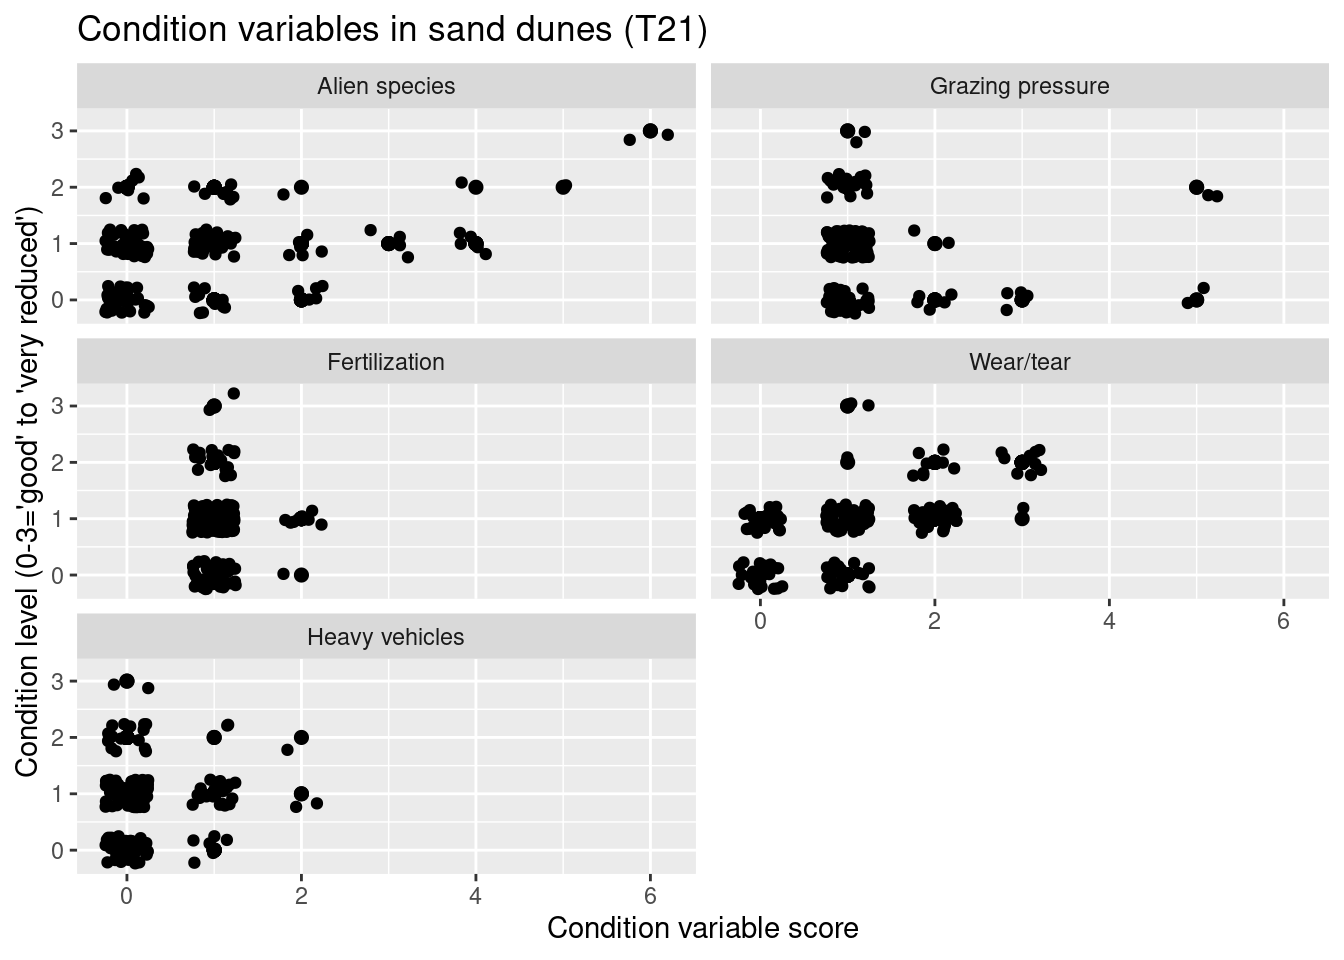 Condition variables in sand dunes (T21)
Alien species
Grazing pressure
3
2
1
0
Fertilization
Wear/tear
3
2
1
0
0 2 4 6
Heavy vehicles
3
2
1
0
0 2 4 6
Condition variable score
Condition level (0-3='good' to 'very reduced')